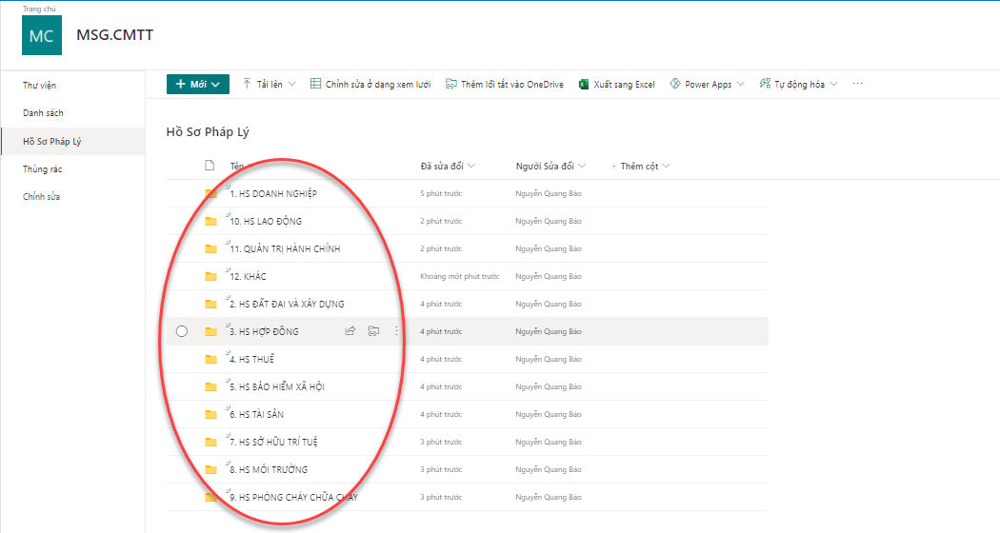 Trang chủ
MC
MSG.CMTT
Thư viện
Danh sách
Hồ Sơ Pháp Lý
Thùng rác
Chỉnh sửa
Mới
Tải lên
Chỉnh sửa ở dạng xem lưới
Thêm lối tắt vào OneDrive
Xuất sang Excel
Power Apps
Tự động hóa
Hồ Sơ Pháp Lý
Tên Đã sửa đổi Người Sửa đổi + Thêm cột
1. HS DOANH NGHIỆP 5 phút trước Nguyễn Quang Bảo
10. HS LAO ĐỘNG 2 phút trước Nguyễn Quang Bảo
11. QUẢN TRỊ HÀNH CHÍNH 2 phút trước Nguyễn Quang Bảo
12. KHÁC Khoảng một phút trước Nguyễn Quang Bảo
2. HS ĐẤT ĐAI VÀ XÂY DỰNG 4 phút trước Nguyễn Quang Bảo
3. HS HỢP ĐỒNG 4 phút trước Nguyễn Quang Bảo
4. HS THUẾ 4 phút trước Nguyễn Quang Bảo
5. HS BẢO HIỂM XÃ HỘI 4 phút trước Nguyễn Quang Bảo
6. HS TÀI SẢN 4 phút trước Nguyễn Quang Bảo
7. HS SỞ HỮU TRÍ TUỆ 3 phút trước Nguyễn Quang Bảo
8. HS MÔI TRƯỜNG 3 phút trước Nguyễn Quang Bảo
9. HS PHÒNG CHÁY CHỮA CHÁY 3 phút trước Nguyễn Quang Bảo